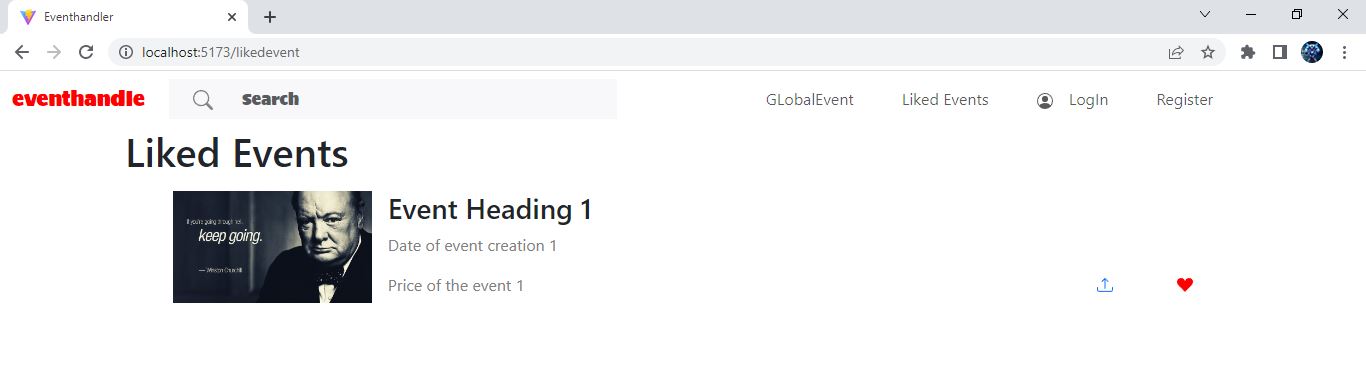 Eventhandler
localhost:5173/likedevent
eventhandle
search
GLobalEvent
Liked Events
LogIn
Register
Liked Events
If you're going through hell,
keep going.
— Winston Churchill
Event Heading 1
Date of event creation 1
Price of the event 1